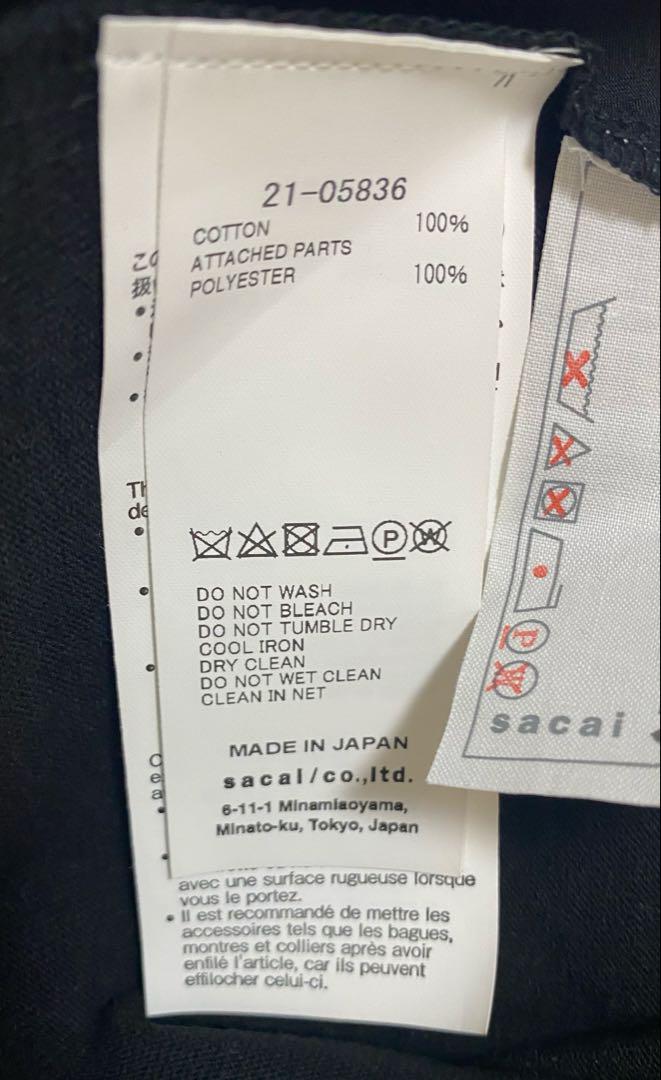 21-05836
COTTON 100%
ATTACHED PARTS
POLYESTER 100%
P W
DO NOT WASH
DO NOT BLEACH
DO NOT TUMBLE DRY
COOL IRON
DRY CLEAN
DO NOT WET CLEAN
CLEAN IN NET
MADE IN JAPAN
sacai/co.,ltd.
6-11-1 Minamiaoyama,
Minato-ku, Tokyo, Japan
avec une surface rugueuse lorsque
vous le portez.
• Il est recommandé de mettre les
accessoires tels que les bagues,
montres et colliers après avoir
enfilé l'article, car ils peuvent
effilocher celui-ci.
P
W
sacai